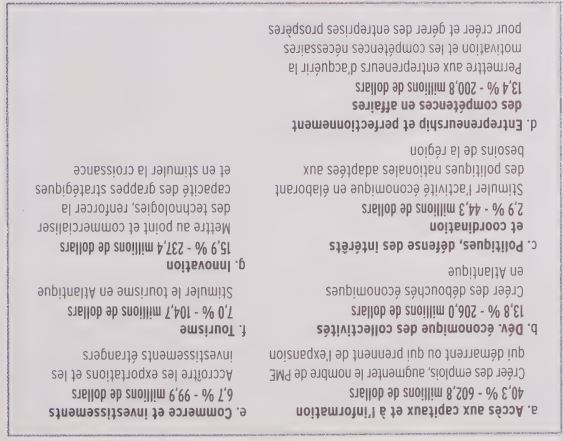 a. Accès aux capitaux et à l'information
40,3 % - 602,8 millions de dollars
Créer des emplois, augmenter le nombre de PME
qui démarrent ou qui prennent de l'expansion
b. Dév. économique des collectivités
13,8 % - 206,0 millions de dollars
Créer des débouchés économiques
en Atlantique
c. Politiques, défense des intérêts
et coordination
2,9 % - 44,3 millions de dollars
Stimuler l'activité économique en élaborant
des politiques nationales adaptées aux
besoins de la région
d. Entrepreneurship et perfectionnement
des compétences en affaires
13,4 % - 200,8 millions de dollars
Permettre aux entrepreneurs d'acquérir la
motivation et les compétences nécessaires
pour créer et gérer des entreprises prospères
e. Commerce et investissements
6,7 % - 99,9 millions de dollars
Accroître les exportations et les
investissements étrangers
f. Tourisme
7,0 % - 104,7 millions de dollars
Stimuler le tourisme en Atlantique
g. Innovation
15,9 % - 237,4 millions de dollars
Mettre au point et commercialiser
des technologies, renforcer la
capacité des grappes stratégiques
et en stimuler la croissance